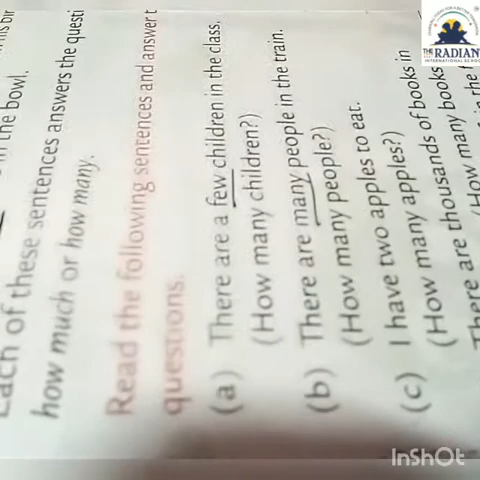 the bowl.
Each of these sentences answers the questi
how much or how many.
Read the following sentences and answer t
questions.
(a) There are a few children in the class.
(How many children?)
(b) There are many people in the train.
(How many people?)
(c) I have two apples to eat.
(How many apples?)
There are thousands of books in
(How many books
in the
THE RADIAN
INTERNATIONAL SCHOOL
InShOt